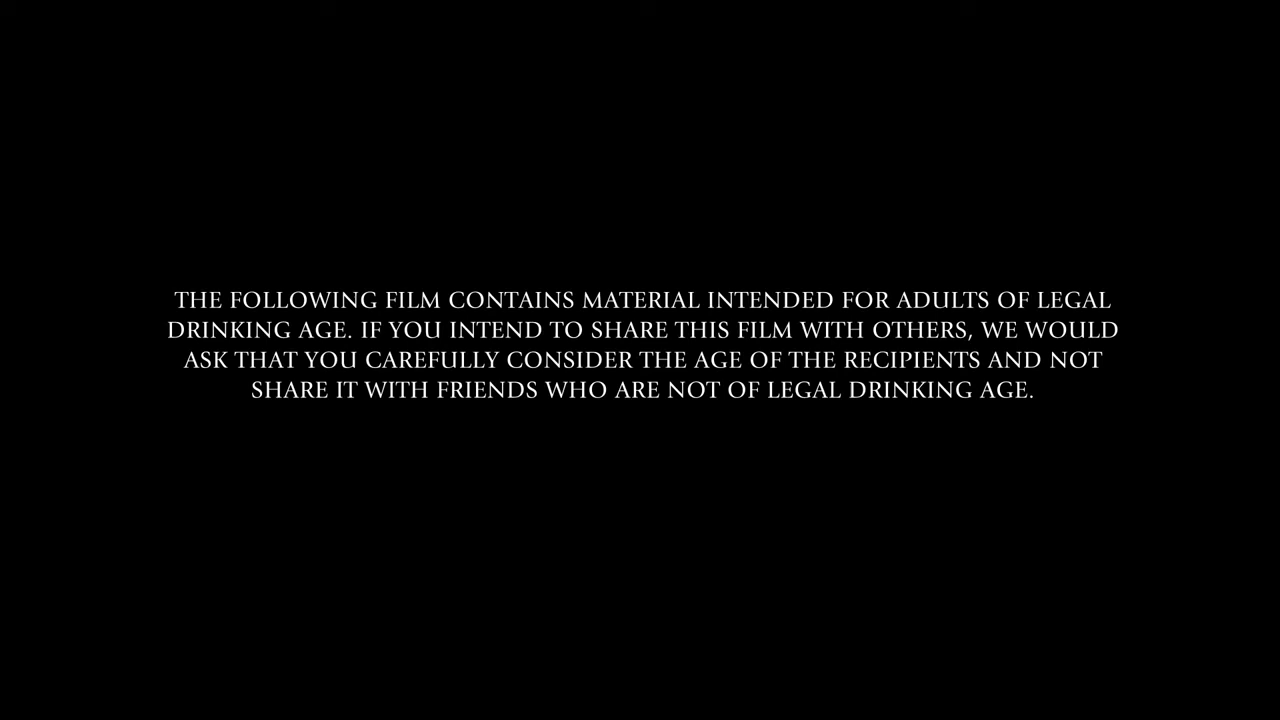 THE FOLLOWING FILM CONTAINS MATERIAL INTENDED FOR ADULTS OF LEGAL
DRINKING AGE. IF YOU INTEND TO SHARE THIS FILM WITH OTHERS, WE WOULD
ASK THAT YOU CAREFULLY CONSIDER THE AGE OF THE RECIPIENTS AND NOT
SHARE IT WITH FRIENDS WHO ARE NOT OF LEGAL DRINKING AGE.